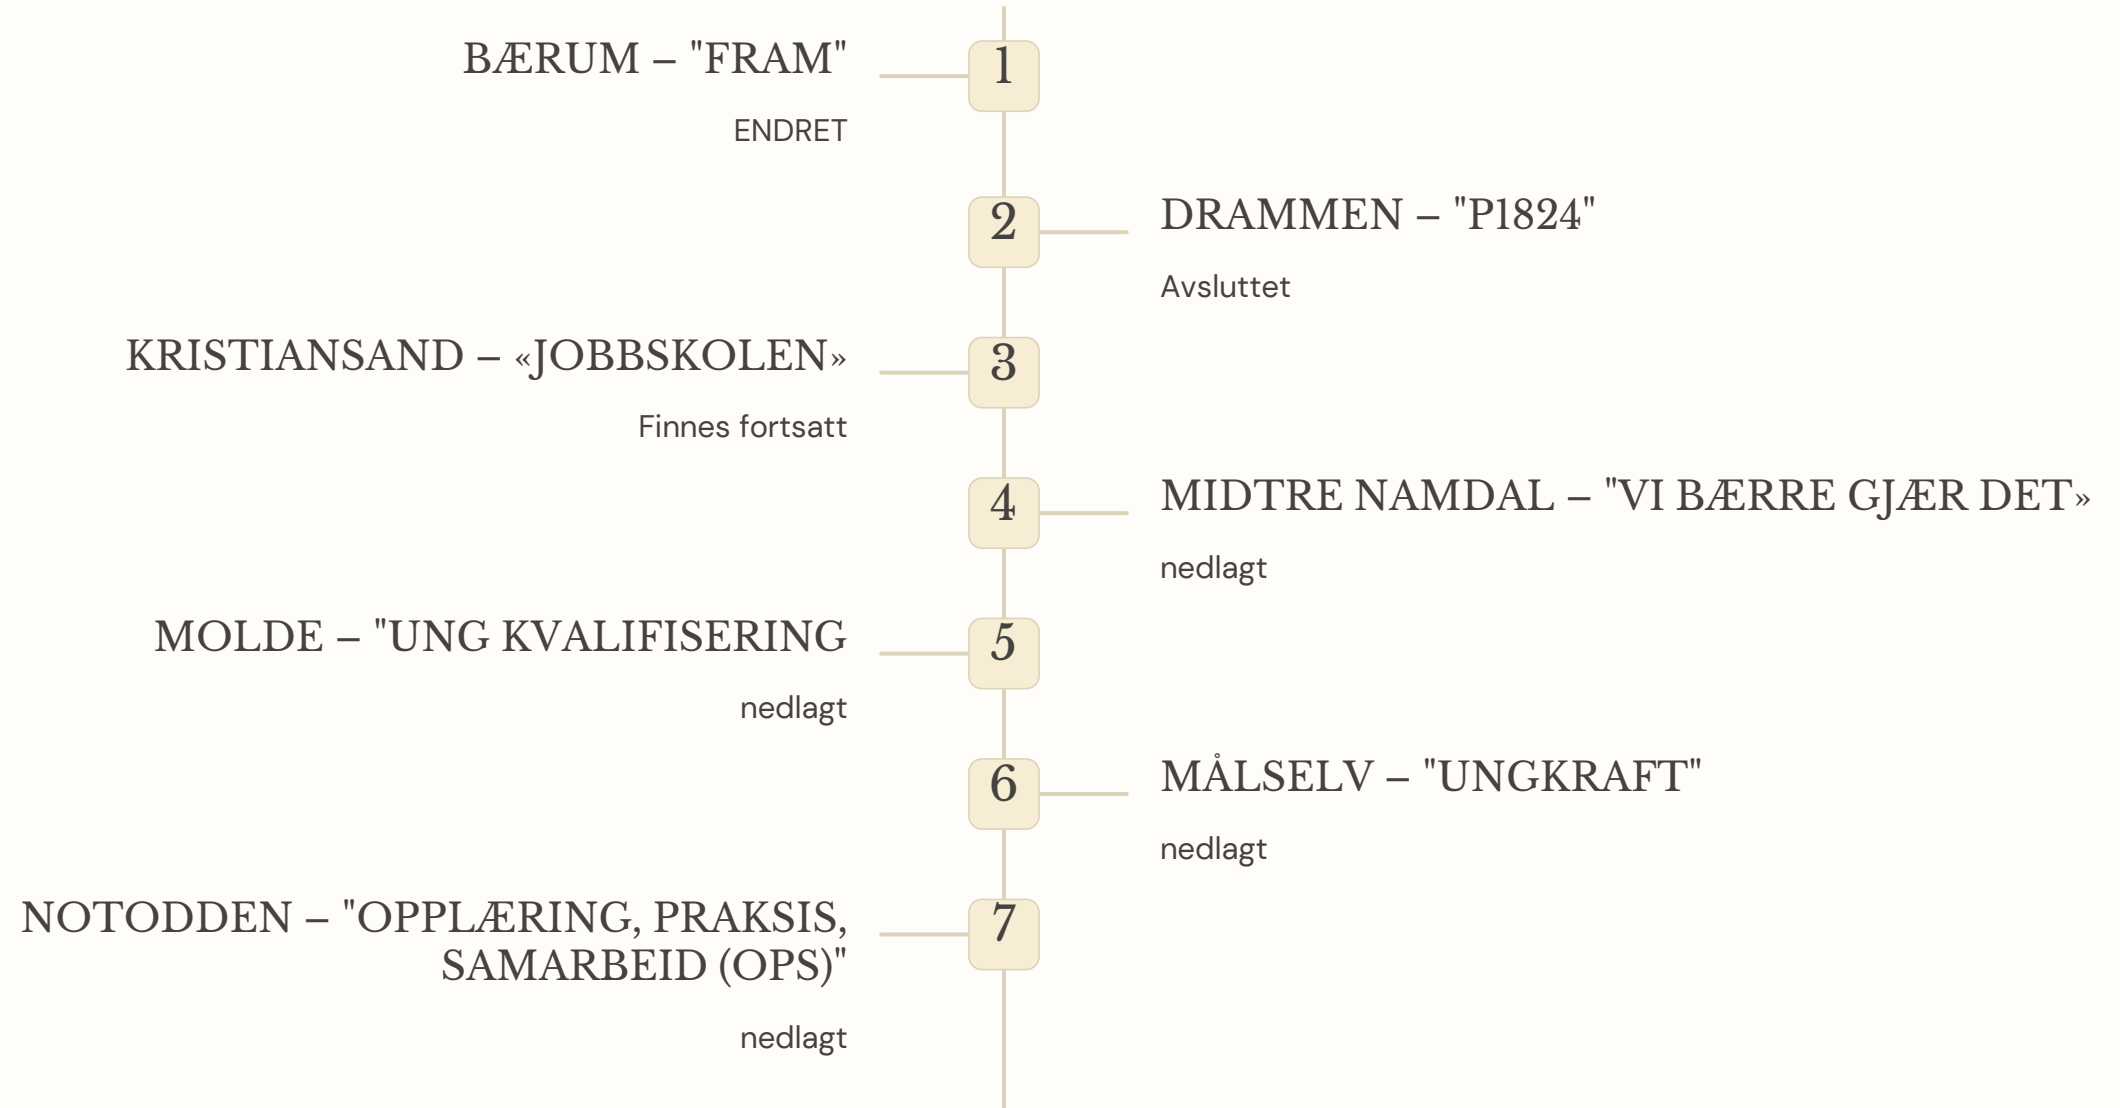 BÆRUM – "FRAM"
1
ENDRET
2
DRAMMEN – "P1824"
Avsluttet
KRISTIANSAND – «JOBBSKOLEN»
3
Finnes fortsatt
4
MIDTRE NAMDAL – "VI BÆRRE GJÆR DET»
nedlagt
MOLDE – "UNG KVALIFISERING
5
nedlagt
6
MÅLSELV – "UNGKRAFT"
nedlagt
NOTODDEN – "OPPLÆRING, PRAKSIS,
SAMARBEID (OPS)"
7
nedlagt